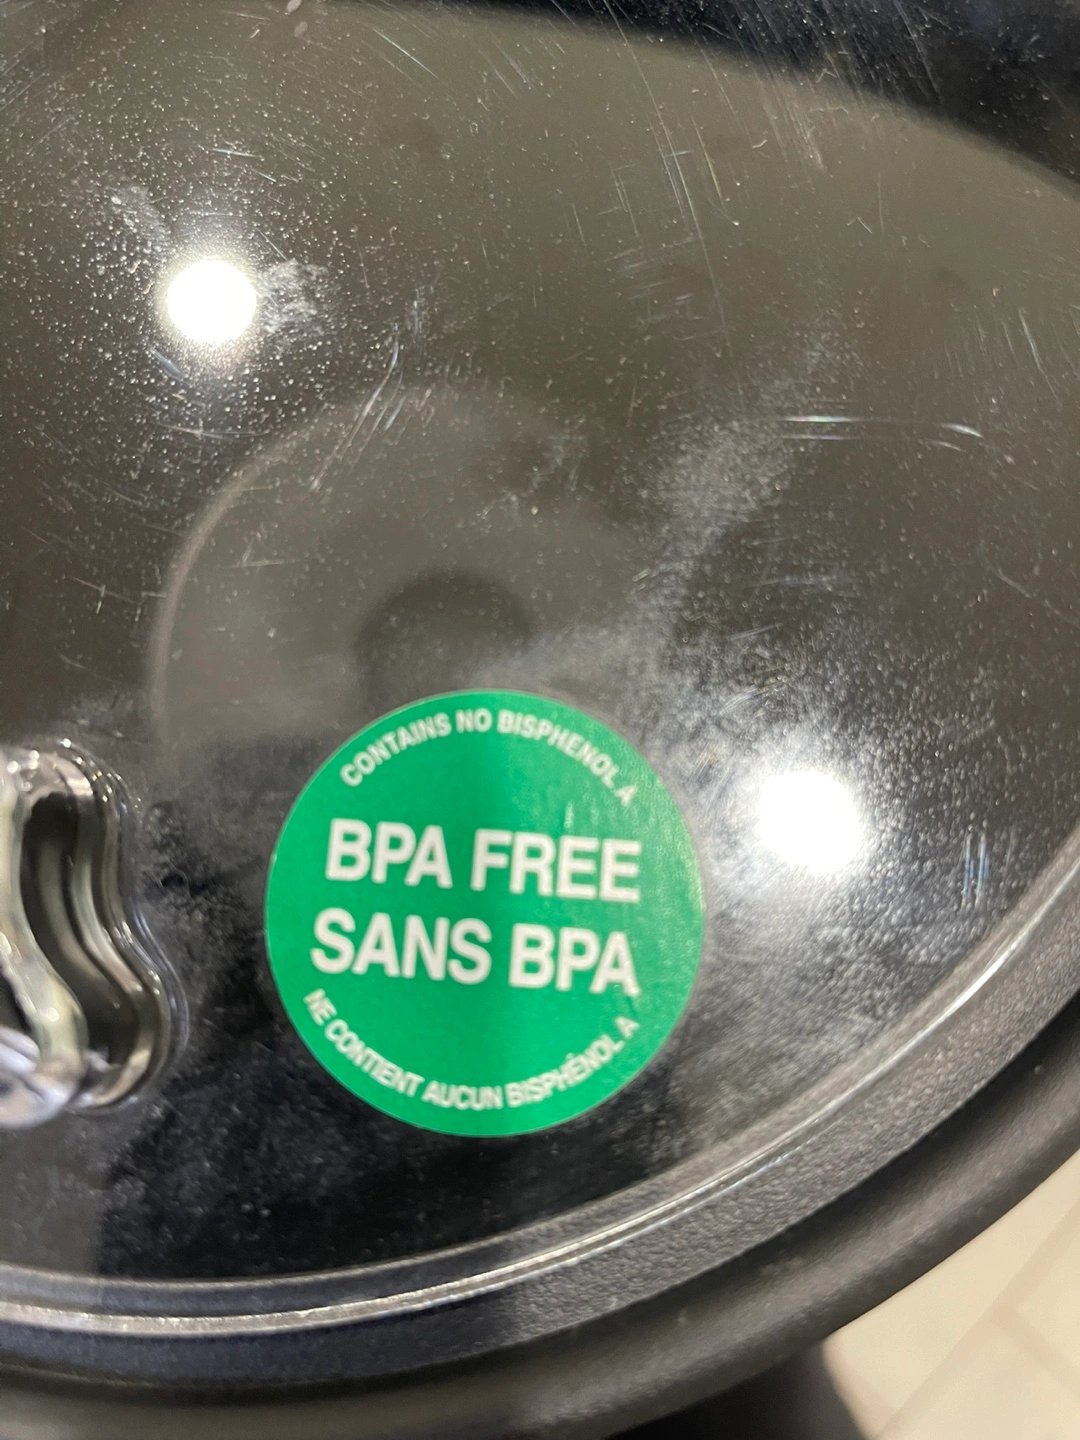 CONTAINS NO BISPHENOL A
BPA FREE
SANS BPA
NE CONTIENT AUCUN BISPHÉNOL A